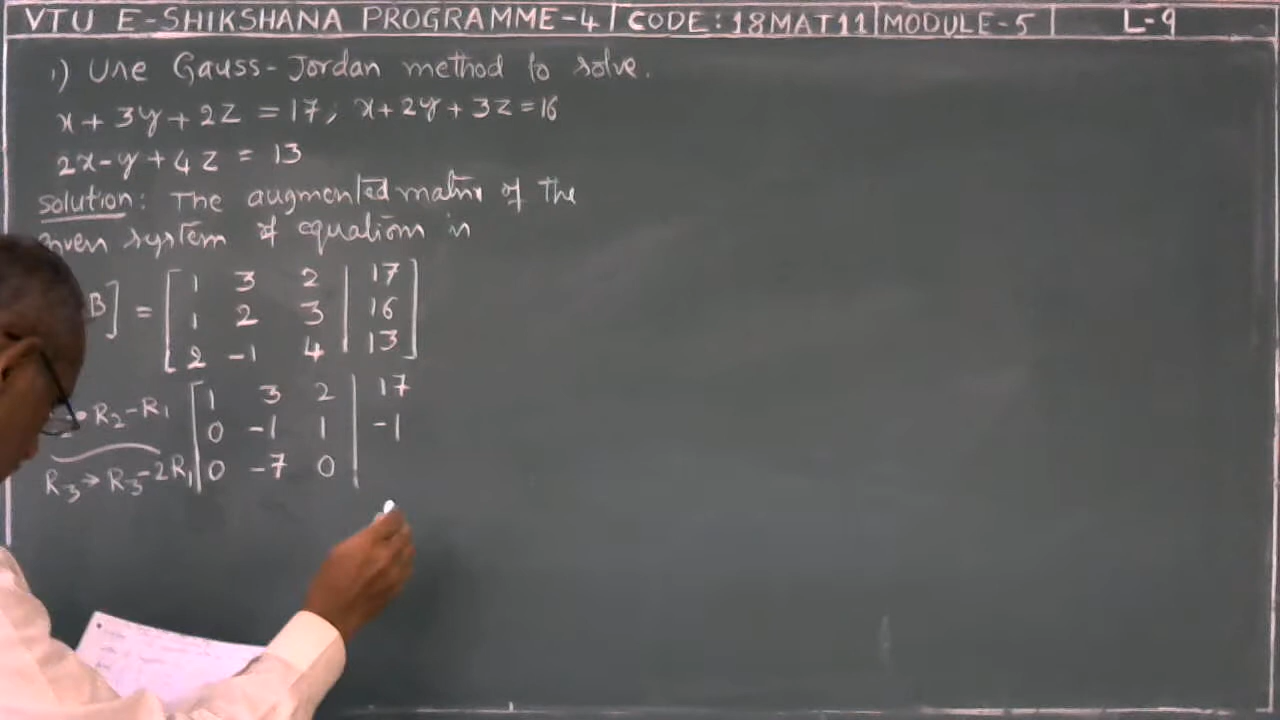 VTU E-SHIKSHANA PROGRAMME-4 | CODE:18MAT11 | MODULE-5 | L-9
1) Use Gauss-Jordan method to solve.
x + 3y + 2z = 17; x + 2y + 3z = 16
2x - y + 4z = 13
Solution: The augmented matrix of the
given system of equation is
B] = [ 1 3 2 | 17 ]
1 2 3 | 16
2 -1 4 | 13
R2-R1 [ 1 3 2 | 17
0 -1 1 | -1
R3→R3-2R1 0 -7 0 |